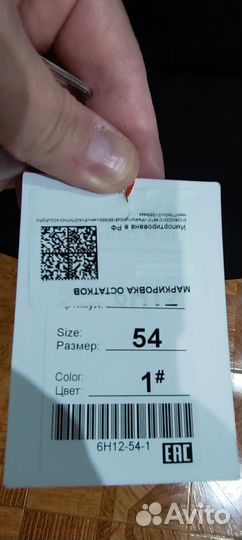 Импортирована в РФ
МАРКИРОВКА ОСТАТКОВ
Size:
Размер:
54
Color:
Цвет:
1#
6H12-54-1
EAC
Avito